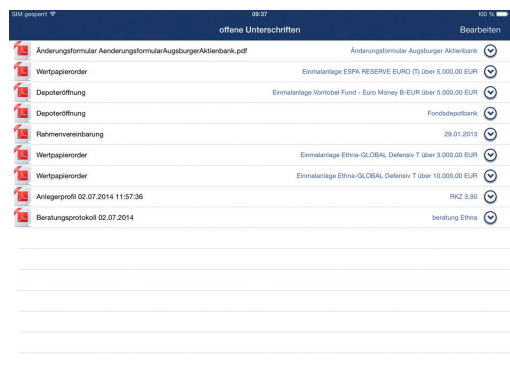 SIM gesperrt 09:37 100 %
offene Unterschriften Bearbeiten
Änderungsformular AenderungsformularAugsburgerAktienbank.pdf Änderungsformular Augsburger Aktienbank
Wertpapierorder Einmalanlage ESPA RESERVE EURO (T) über 5.000,00 EUR
Depoteröffnung Einmalanlage Vontobel Fund - Euro Money B-EUR über 5.000,00 EUR
Depoteröffnung Fondsdepotbank
Rahmenvereinbarung 29.01.2013
Wertpapierorder Einmalanlage Ethna-GLOBAL Defensiv T über 3.000,00 EUR
Wertpapierorder Einmalanlage Ethna-GLOBAL Defensiv T über 10.000,00 EUR
Anlegerprofil 02.07.2014 11:57:36 RKZ 3,90
Beratungsprotokoll 02.07.2014 beratung Ethna